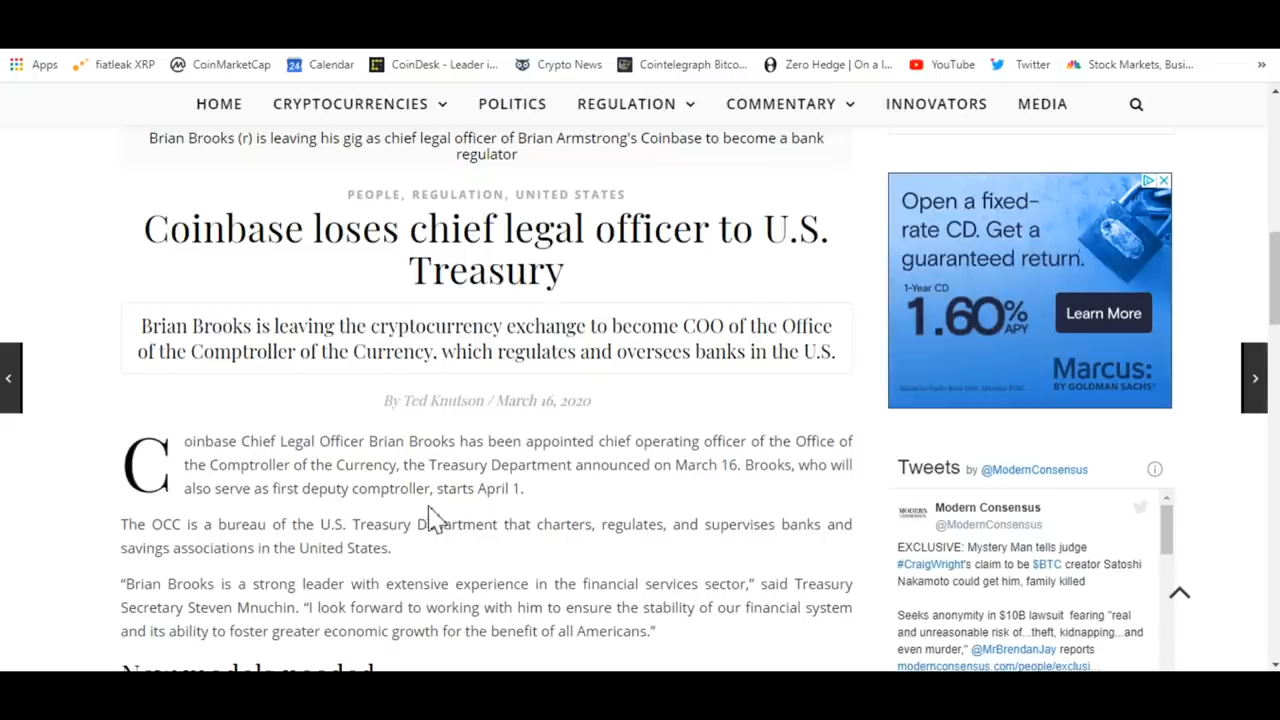 Apps
fiatleak XRP
CoinMarketCap
24
Calendar
CoinDesk - Leader i...
Crypto News
Cointelegraph Bitco...
Zero Hedge | On a l...
YouTube
Twitter
Stock Markets, Busi...
»
HOME
CRYPTOCURRENCIES
POLITICS
REGULATION
COMMENTARY
INNOVATORS
MEDIA
Brian Brooks (r) is leaving his gig as chief legal officer of Brian Armstrong's Coinbase to become a bank
regulator
PEOPLE, REGULATION, UNITED STATES
Coinbase loses chief legal officer to U.S.
Treasury
Brian Brooks is leaving the cryptocurrency exchange to become COO of the Office
of the Comptroller of the Currency, which regulates and oversees banks in the U.S.
By Ted Knutson / March 16, 2020
Coinbase Chief Legal Officer Brian Brooks has been appointed chief operating officer of the Office of
the Comptroller of the Currency, the Treasury Department announced on March 16. Brooks, who will
also serve as first deputy comptroller, starts April 1.
The OCC is a bureau of the U.S. Treasury Department that charters, regulates, and supervises banks and
savings associations in the United States.
“Brian Brooks is a strong leader with extensive experience in the financial services sector,” said Treasury
Secretary Steven Mnuchin. “I look forward to working with him to ensure the stability of our financial system
and its ability to foster greater economic growth for the benefit of all Americans.”
New models needed
Open a fixed-
rate CD. Get a
guaranteed return.
1-Year CD
1.60% APY
Learn More
Marcus:
BY GOLDMAN SACHS
Tweets by @ModernConsensus
Modern Consensus
@ModernConsensus
EXCLUSIVE: Mystery Man tells judge
#CraigWright's claim to be $BTC creator Satoshi
Nakamoto could get him, family killed
Seeks anonymity in $10B lawsuit fearing “real
and unreasonable risk of...theft, kidnapping...and
even murder,” @MrBrendanJay reports
modernconsensus.com/people/exclusi...